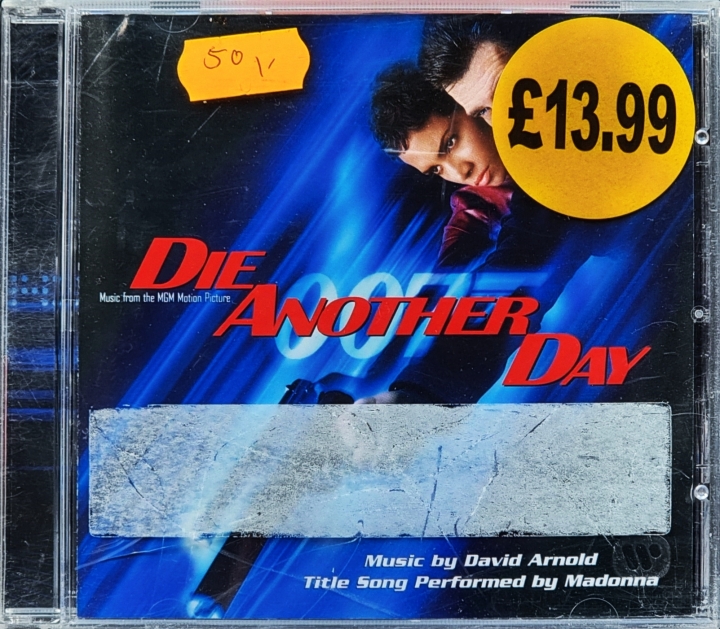 50 1,
£13.99
DIE
Music from the MGM Motion Picture
007
ANOTHER
DAY
Music by David Arnold
Title Song Performed by Madonna